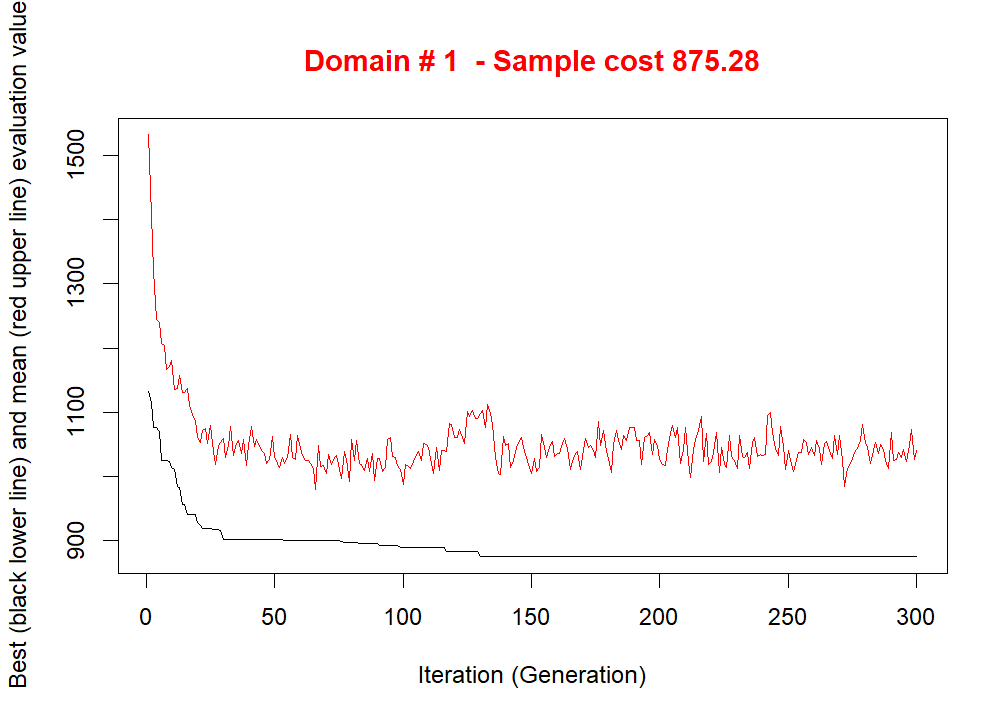 Domain # 1  - Sample cost 875.28
Best (black lower line) and mean (red upper line) evaluation value
1500
1300
1100
900
0 50 100 150 200 250 300
Iteration (Generation)